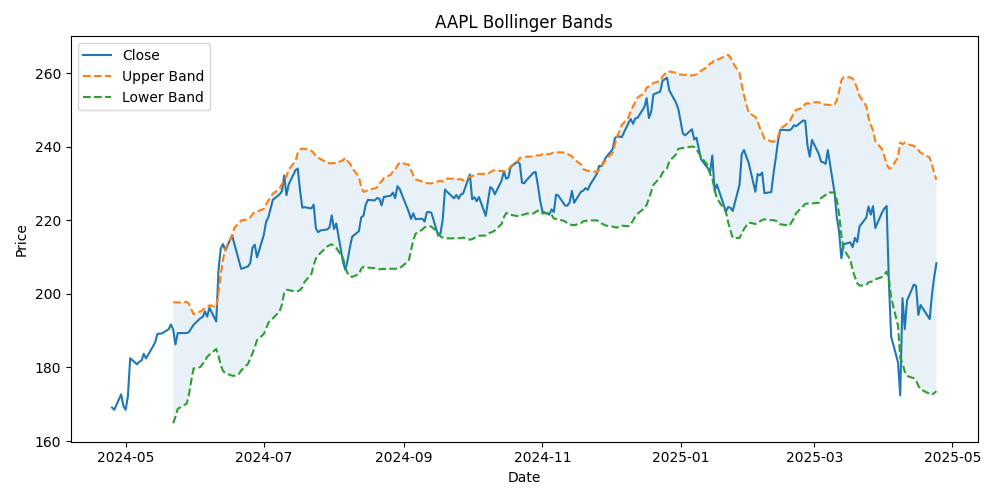 AAPL Bollinger Bands
Close
Upper Band
Lower Band
Price
260
240
220
200
180
160
2024-05
2024-07
2024-09
2024-11
2025-01
2025-03
2025-05
Date